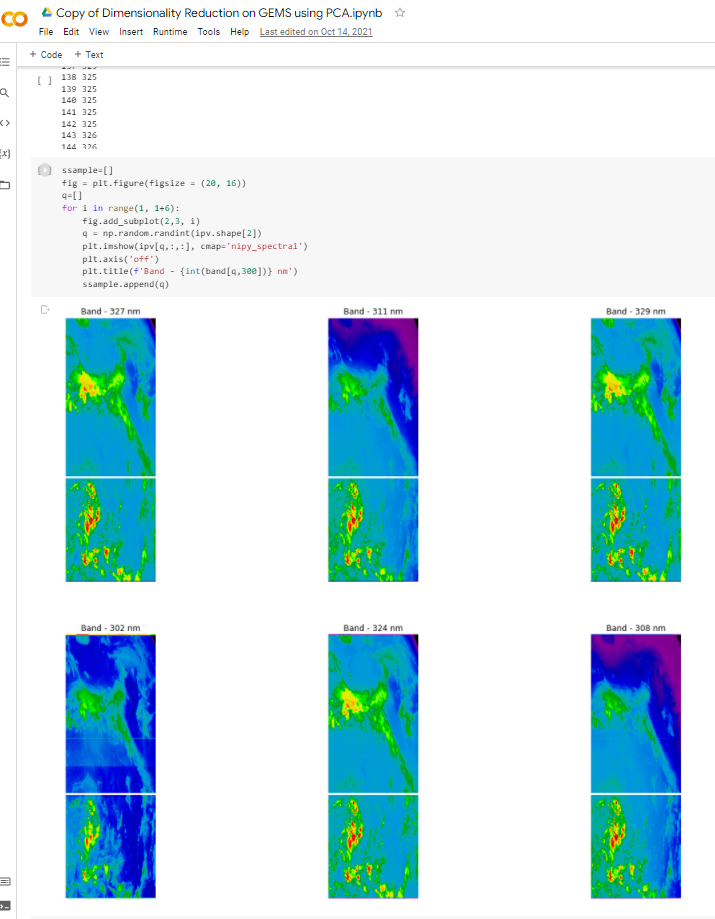 Copy of Dimensionality Reduction on GEMS using PCA.ipynb
File Edit View Insert Runtime Tools Help Last edited on Oct 14, 2021
+ Code + Text
[ ]
138 325
139 325
140 325
141 325
142 325
143 326
144 326
ssample=[]
fig = plt.figure(figsize = (20, 16))
q=[]
for i in range(1, 1+6):
fig.add_subplot(2,3, i)
q = np.random.randint(ipv.shape[2])
plt.imshow(ipv[q,:,:], cmap='nipy_spectral')
plt.axis('off')
plt.title(f'Band - {int(band[q,300])} nm')
ssample.append(q)
Band - 327 nm Band - 311 nm Band - 329 nm
Band - 302 nm Band - 324 nm Band - 308 nm